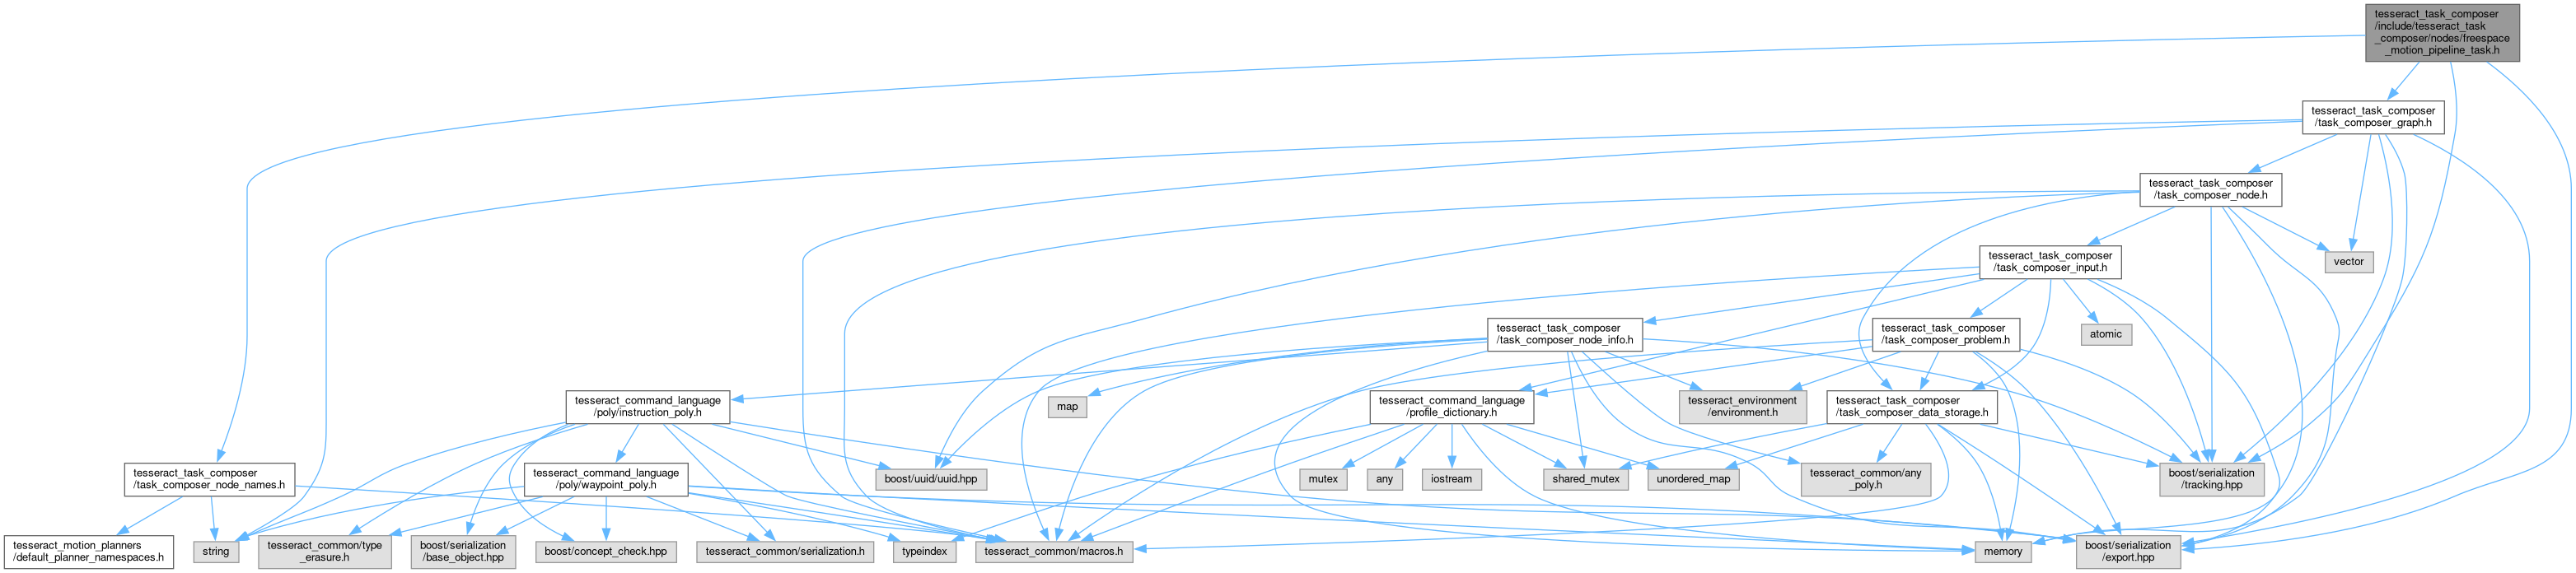 tesseract_task_composer
/include/tesseract_task
_composer/nodes/freespace
_motion_pipeline_task.h
tesseract_task_composer
/task_composer_graph.h
tesseract_task_composer
/task_composer_node.h
tesseract_task_composer
/task_composer_input.h
vector
tesseract_task_composer
/task_composer_node_info.h
tesseract_task_composer
/task_composer_problem.h
atomic
tesseract_command_language
/poly/instruction_poly.h
map
tesseract_command_language
/profile_dictionary.h
tesseract_environment
/environment.h
tesseract_task_composer
/task_composer_data_storage.h
tesseract_task_composer
/task_composer_node_names.h
tesseract_command_language
/poly/waypoint_poly.h
boost/uuid/uuid.hpp
mutex
any
iostream
shared_mutex
unordered_map
tesseract_common/any
_poly.h
boost/serialization
/tracking.hpp
tesseract_motion_planners
/default_planner_namespaces.h
string
tesseract_common/type
_erasure.h
boost/serialization
/base_object.hpp
boost/concept_check.hpp
tesseract_common/serialization.h
typeindex
tesseract_common/macros.h
memory
boost/serialization
/export.hpp